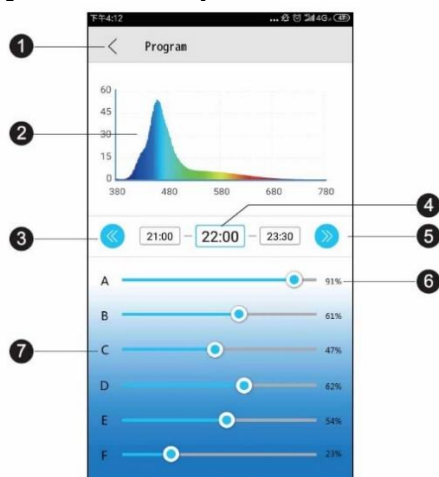 下午4:12 ... 4G
1 < Program
60
45
2 30
15
0
380 480 580 680 780
4
3 21:00 - 22:00 - 23:30 5
A 91% 6
B 61%
7 C 47%
D 62%
E 54%
F 23%